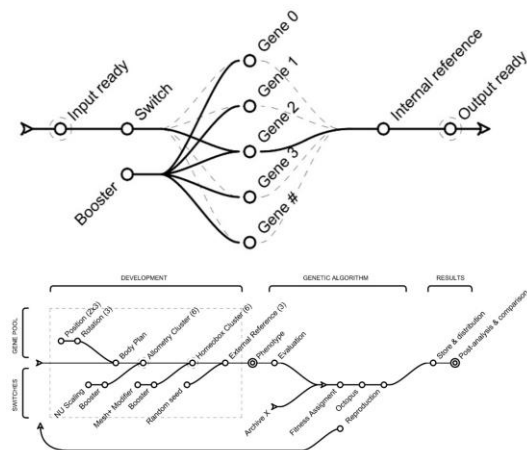 Input ready
Switch
Booster
Gene 0
Gene 1
Gene 2
Gene 3
Gene #
Internal reference
Output ready
DEVELOPMENT
GENETIC ALGORITHM
RESULTS
GENE POOL
SWITCHES
Position (2x3)
Rotation (3)
Body Plan
Allometry Cluster (6)
Homeobox Cluster (6)
External Reference (3)
Phenotype
Evaluation
NU Scaling
Booster
Mesh+ Modifier
Booster
Random seed
Archive X
Fitness Assigment
Octopus
Reproduction
Store & distribution
Post-analysis & comparison